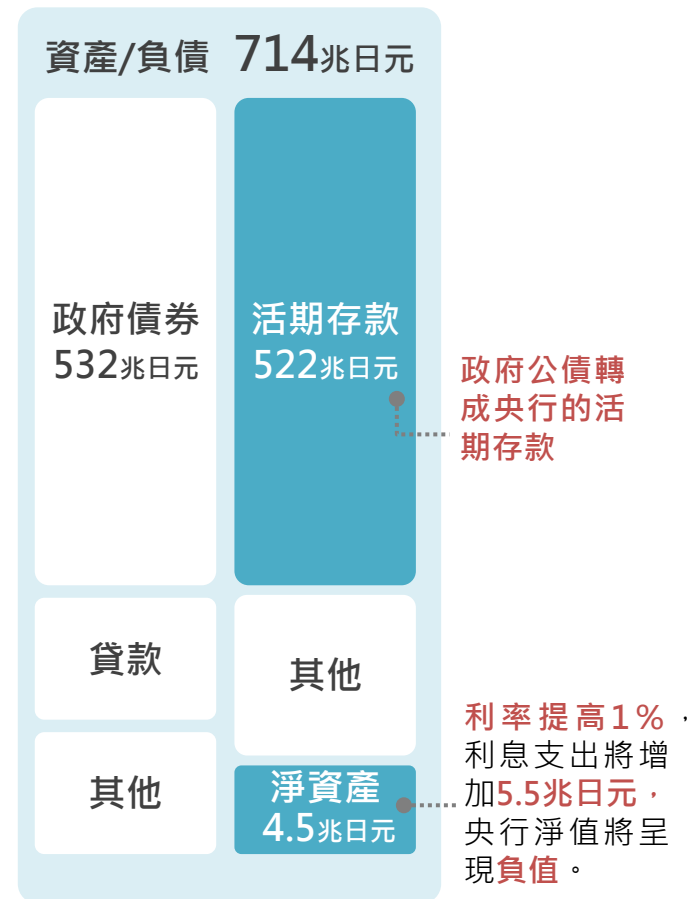 資產/負債 714兆日元
政府債券
532兆日元
活期存款
522兆日元
政府公債轉
成央行的活
期存款
貸款
其他
其他
淨資產
4.5兆日元
利率提高1%，
利息支出將增
加5.5兆日元，
央行淨值將呈
現負值。